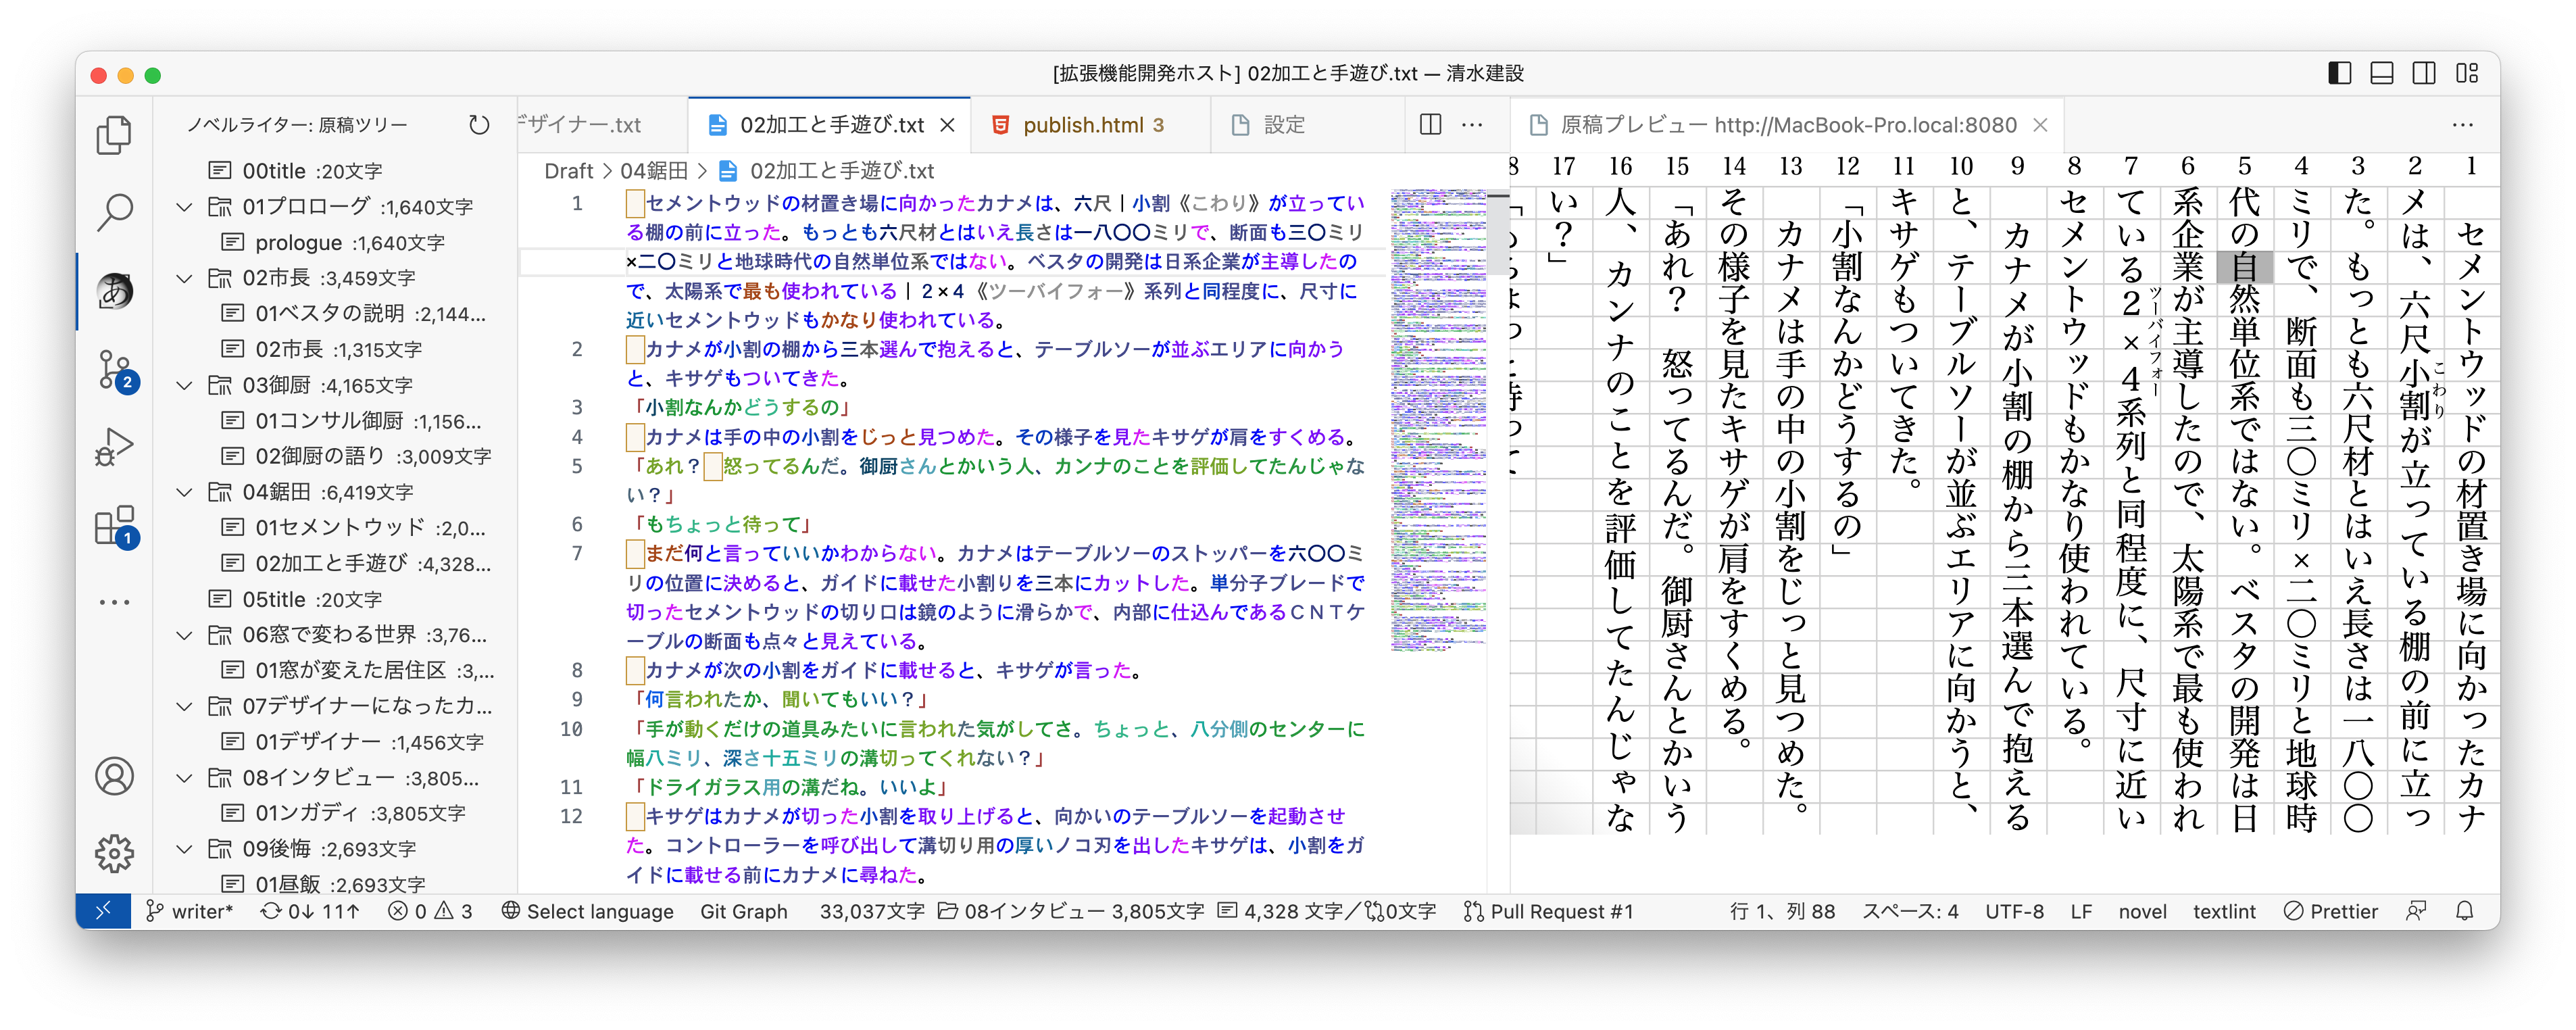 [拡張機能開発ホスト] 02加工と手遊び.txt — 清水建設
ノベルライター: 原稿ツリー
00title :20文字
01プロローグ :1,640文字
prologue :1,640文字
02市長 :3,459文字
01ベスタの説明 :2,144...
02市長 :1,315文字
03御厨 :4,165文字
01コンサル御厨 :1,156...
02御厨の語り :3,009文字
04鋸田 :6,419文字
01セメントウッド :2,0...
02加工と手遊び :4,328...
05title :20文字
06窓で変わる世界 :3,76...
01窓が変えた居住区 :3,...
07デザイナーになったカ...
01デザイナー :1,456文字
08インタビュー :3,805...
01ンガディ :3,805文字
09後悔 :2,693文字
01昼飯 :2,693文字
2
1
デザイナー.txt
02加工と手遊び.txt
publish.html 3
設定
Draft > 04鋸田 > 02加工と手遊び.txt
1 　セメントウッドの材置き場に向かったカナメは、六尺｜小割《こわり》が立ってい
る棚の前に立った。もっとも六尺材とはいえ長さは一八〇〇ミリで、断面も三〇ミリ
×二〇ミリと地球時代の自然単位系ではない。ベスタの開発は日系企業が主導したの
で、太陽系で最も使われている｜２×４《ツーバイフォー》系列と同程度に、尺寸に
近いセメントウッドもかなり使われている。
2 　カナメが小割の棚から三本選んで抱えると、テーブルソーが並ぶエリアに向かう
と、キサゲもついてきた。
3 「小割なんかどうするの」
4 　カナメは手の中の小割をじっと見つめた。その様子を見たキサゲが肩をすくめる。
5 「あれ？　怒ってるんだ。御厨さんとかいう人、カンナのことを評価してたんじゃな
い？」
6 「もちょっと待って」
7 　まだ何と言っていいかわからない。カナメはテーブルソーのストッパーを六〇〇ミ
リの位置に決めると、ガイドに載せた小割りを三本にカットした。単分子ブレードで
切ったセメントウッドの切り口は鏡のように滑らかで、内部に仕込んであるＣＮＴケ
ーブルの断面も点々と見えている。
8 　カナメが次の小割をガイドに載せると、キサゲが言った。
9 「何言われたか、聞いてもいい？」
10 「手が動くだけの道具みたいに言われた気がしてさ。ちょっと、八分側のセンターに
幅八ミリ、深さ十五ミリの溝切ってくれない？」
11 「ドライガラス用の溝だね。いいよ」
12 　キサゲはカナメが切った小割を取り上げると、向かいのテーブルソーを起動させ
た。コントローラーを呼び出して溝切り用の厚いノコ刃を出したキサゲは、小割をガ
イドに載せる前にカナメに尋ねた。
原稿プレビュー http://MacBook-Pro.local:8080
1 　セメントウッドの材置き場に向かったカナ
2 メは、六尺小割《こわり》が立っている棚の前に立っ
3 た。もっとも六尺材とはいえ長さは一八〇〇
4 ミリで、断面も三〇ミリ×二〇ミリと地球時
5 代の自然単位系ではない。ベスタの開発は日
6 系企業が主導したので、太陽系で最も使われ
7 ている２×４《ツーバイフォー》系列と同程度に、尺寸に近い
8 セメントウッドもかなり使われている。
9 　カナメが小割の棚から三本選んで抱える
10 と、テーブルソーが並ぶエリアに向かうと、
11 キサゲもついてきた。
12 「小割なんかどうするの」
13 　カナメは手の中の小割をじっと見つめた。
14 その様子を見たキサゲが肩をすくめる。
15 「あれ？　怒ってるんだ。御厨さんとかいう
16 人、カンナのことを評価してたんじゃな
17 い？」
writer* 0↓ 11↑ 0 3 Select language Git Graph 33,037文字 08インタビュー 3,805文字 4,328 文字／0文字 Pull Request #1 行 1、列 88 スペース: 4 UTF-8 LF novel textlint Prettier